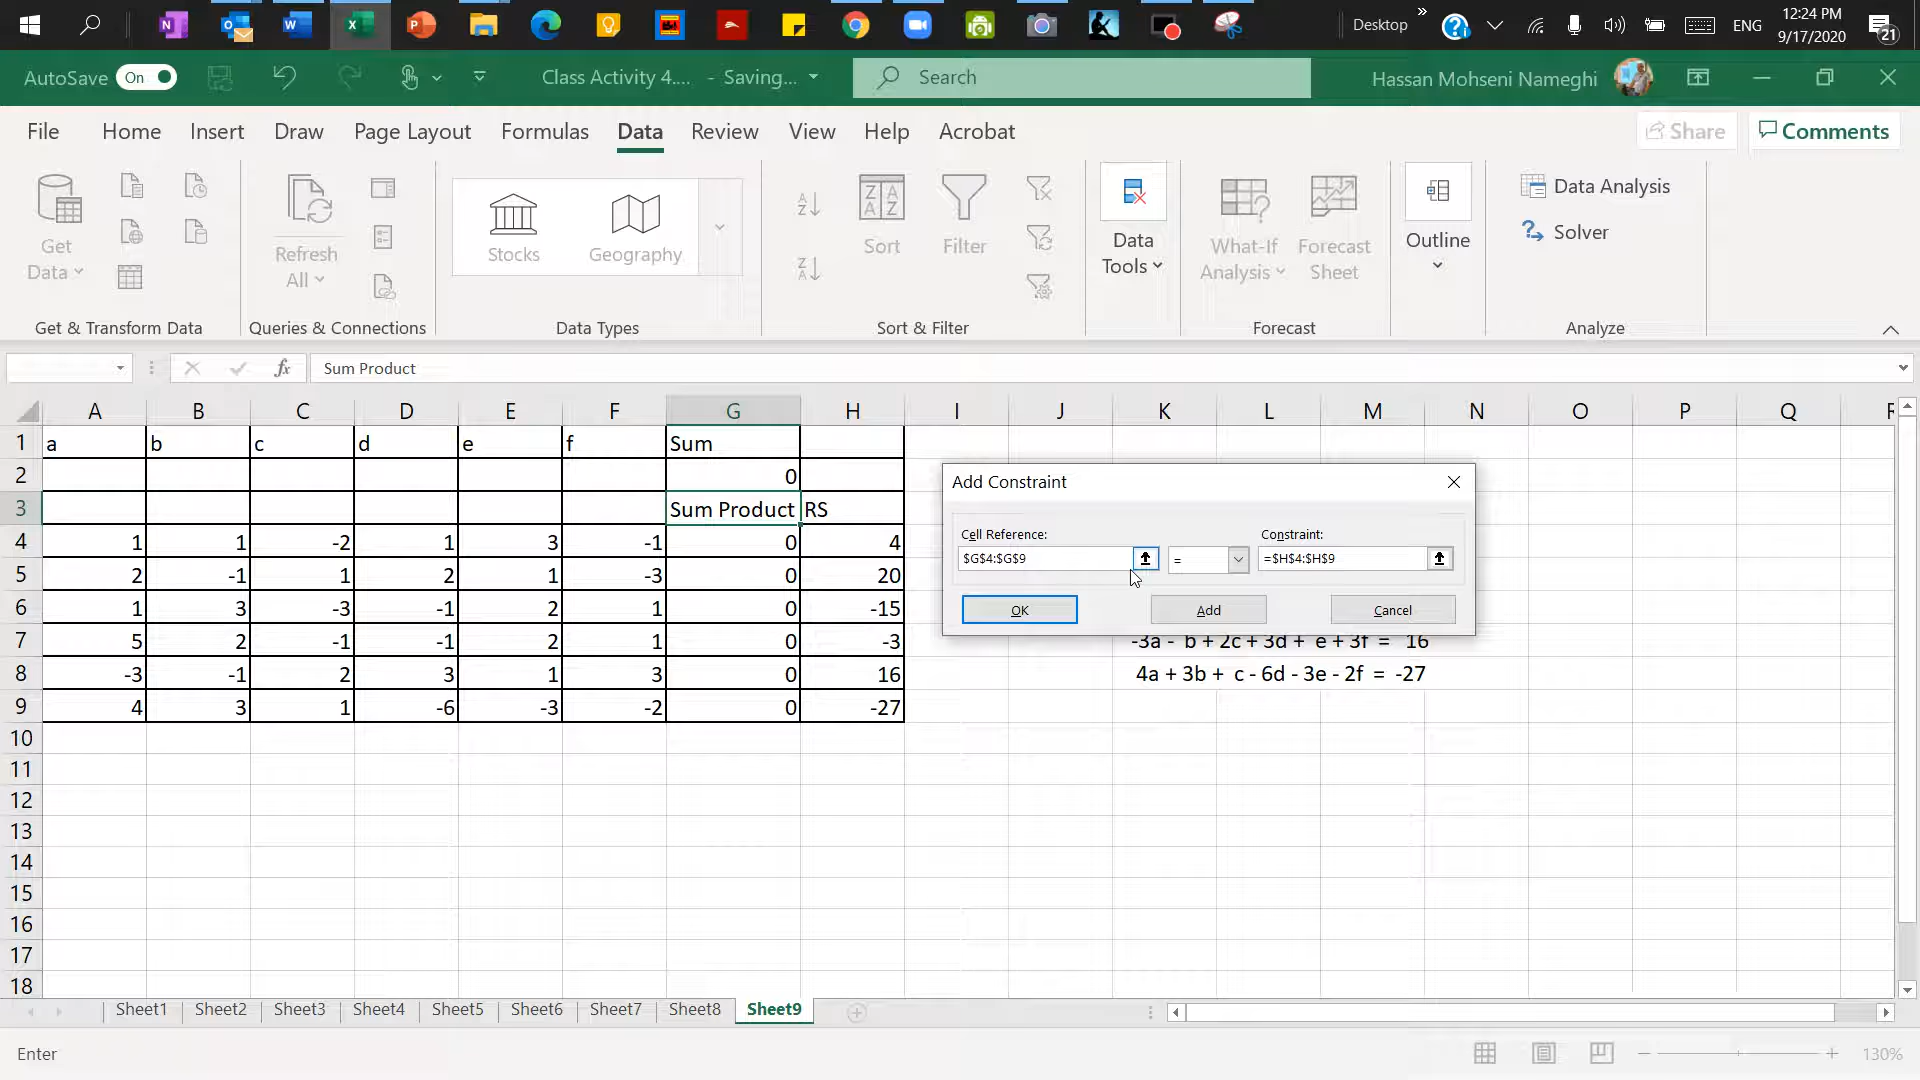 Desktop
»
ENG
12:24 PM
9/17/2020
21
AutoSave On
Class Activity 4.... - Saving...
Search
Hassan Mohseni Nameghi
File Home Insert Draw Page Layout Formulas Data Review View Help Acrobat
Share
Comments
Get
Data
Refresh
All
Stocks
Geography
Sort
Filter
Data
Tools
What-If
Analysis
Forecast
Sheet
Outline
Data Analysis
Solver
Get & Transform Data
Queries & Connections
Data Types
Sort & Filter
Forecast
Analyze
fx Sum Product
A B C D E F G H I J K L M N O P Q R
1 a b c d e f Sum
2 0
3 Sum Product RS
4 1 1 -2 1 3 -1 0 4
5 2 -1 1 2 1 -3 0 20
6 1 3 -3 -1 2 1 0 -15
7 5 2 -1 -1 2 1 0 -3
8 -3 -1 2 3 1 3 0 16
9 4 3 1 -6 -3 -2 0 -27
10
11
12
13
14
15
16
17
18
Add Constraint
Cell Reference:
Constraint:
$G$4:$G$9
=
=$H$4:$H$9
OK
Add
Cancel
-3a - b + 2c + 3d + e + 3f = 16
4a + 3b + c - 6d - 3e - 2f = -27
Sheet1 Sheet2 Sheet3 Sheet4 Sheet5 Sheet6 Sheet7 Sheet8 Sheet9
Enter
130%